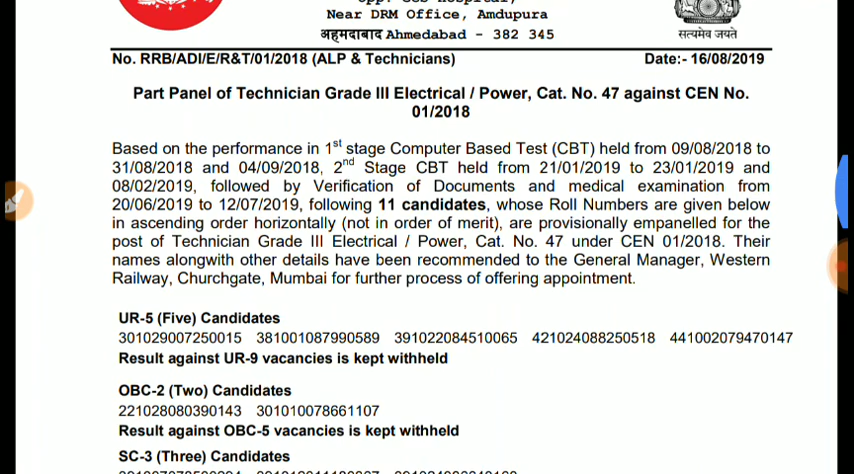 Near DRM Office, Amdupura
अहमदाबाद Ahmedabad - 382 345
सत्यमेव जयते
No. RRB/ADI/E/R&T/01/2018 (ALP & Technicians) Date:- 16/08/2019
Part Panel of Technician Grade III Electrical / Power, Cat. No. 47 against CEN No.
01/2018
Based on the performance in 1st stage Computer Based Test (CBT) held from 09/08/2018 to
31/08/2018 and 04/09/2018, 2nd Stage CBT held from 21/01/2019 to 23/01/2019 and
08/02/2019, followed by Verification of Documents and medical examination from
20/06/2019 to 12/07/2019, following 11 candidates, whose Roll Numbers are given below
in ascending order horizontally (not in order of merit), are provisionally empanelled for the
post of Technician Grade III Electrical / Power, Cat. No. 47 under CEN 01/2018. Their
names alongwith other details have been recommended to the General Manager, Western
Railway, Churchgate, Mumbai for further process of offering appointment.
UR-5 (Five) Candidates
301029007250015 381001087990589 391022084510065 421024088250518 441002079470147
Result against UR-9 vacancies is kept withheld
OBC-2 (Two) Candidates
221028080390143 301010078661107
Result against OBC-5 vacancies is kept withheld
SC-3 (Three) Candidates